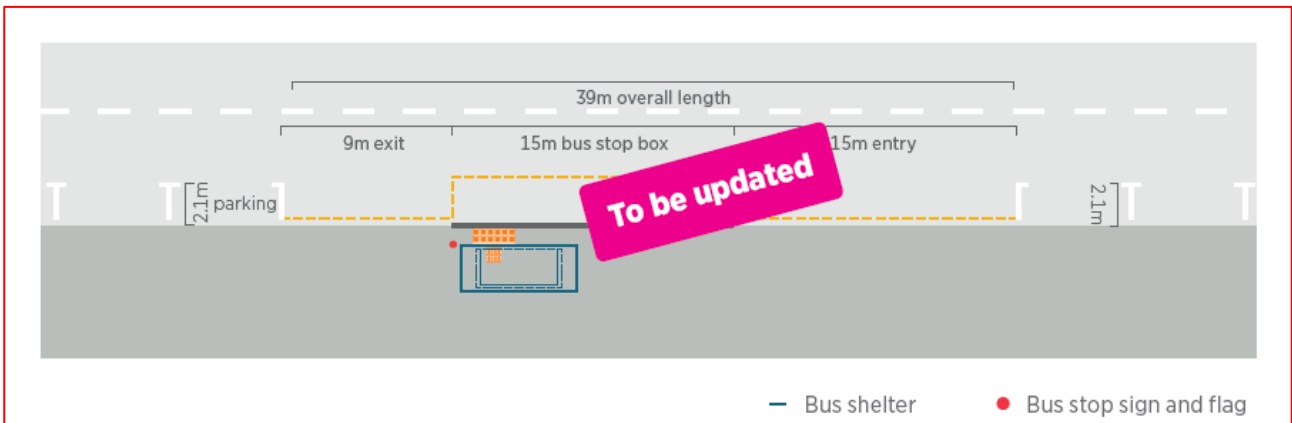 39m overall length
9m exit
15m bus stop box
15m entry
To be updated
2.1m
parking
2.1m
Bus shelter
Bus stop sign and flag